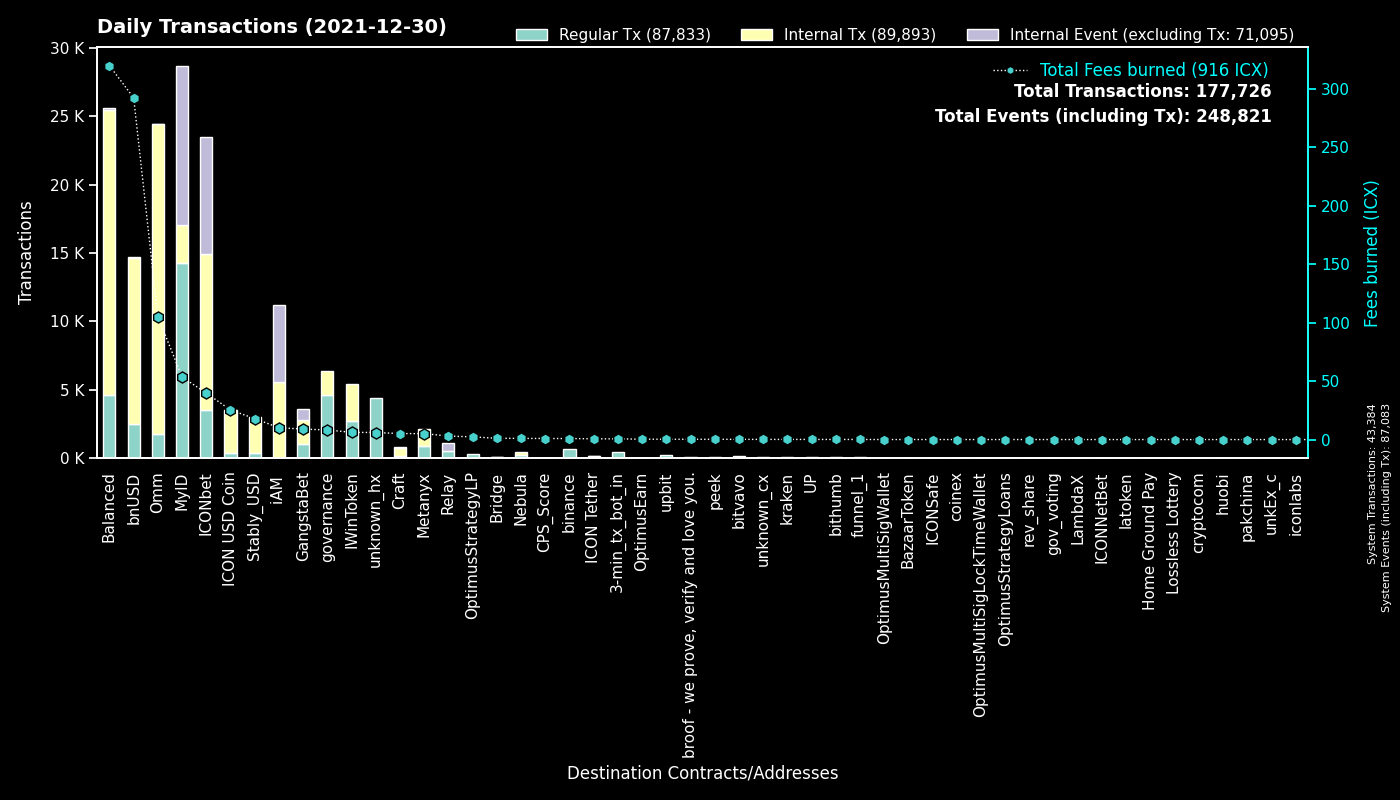 Daily Transactions (2021-12-30)
Regular Tx (87,833)
Internal Tx (89,893)
Internal Event (excluding Tx: 71,095)
Total Fees burned (916 ICX)
Total Transactions: 177,726
Total Events (including Tx): 248,821
Transactions
30 K
25 K
20 K
15 K
10 K
5 K
0 K
300
250
200
150
100
50
0
Fees burned (ICX)
System Transactions: 43,384
System Events (including Tx): 87,083
Balanced
bnUSD
Omm
MyID
ICONbet
ICON USD Coin
Stably_USD
iAM
GangstaBet
governance
IWinToken
unknown_hx
Craft
Metanyx
Relay
OptimusStrategyLP
Bridge
Nebula
CPS_Score
binance
ICON Tether
3-min_tx_bot_in
OptimusEarn
upbit
broof - we prove, verify and love you.
peek
bitvavo
unknown_cx
kraken
UP
bithumb
funnel_1
OptimusMultiSigWallet
BazaarToken
ICONSafe
coinex
OptimusMultiSigLockTimeWallet
OptimusStrategyLoans
rev_share
gov_voting
LambdaX
ICONNetBet
latoken
Home Ground Pay
Lossless Lottery
cryptocom
huobi
pakchina
unkEx_c
iconlabs
Destination Contracts/Addresses